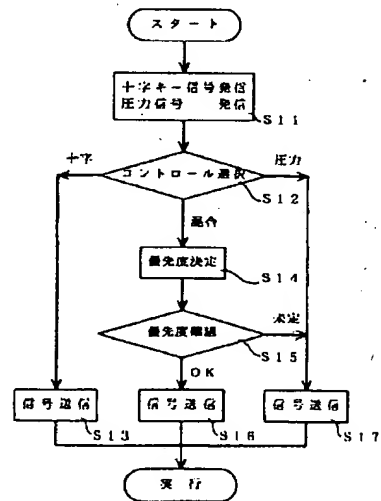 スタート
十字キー信号発信
圧力信号 発信
S11
十字
コントロール選択
圧力
S12
混合
優先度決定
S14
未定
優先度確認
S15
OK
信号送信
S13
信号送信
S16
信号送信
S17
実行